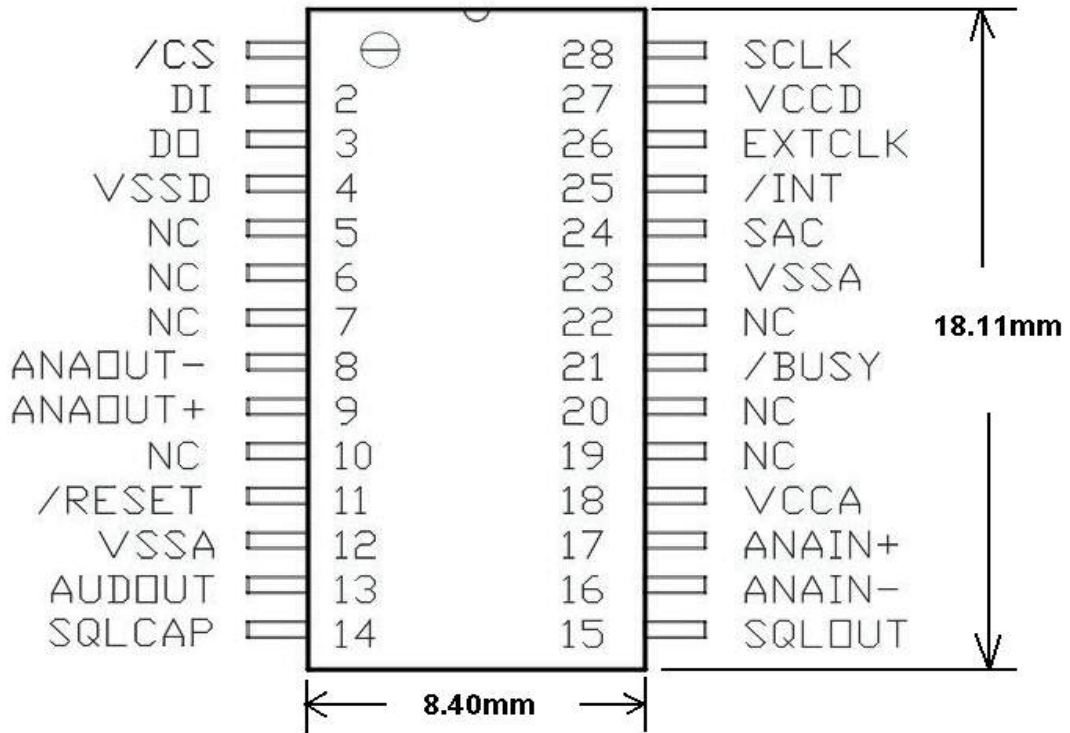 /CS 28 SCLK
DI 2 27 VCCD
DO 3 26 EXTCLK
VSSD 4 25 /INT
NC 5 24 SAC
NC 6 23 VSSA
NC 7 22 NC
18.11mm
ANAOUT- 8 21 /BUSY
ANAOUT+ 9 20 NC
NC 10 19 NC
/RESET 11 18 VCCA
VSSA 12 17 ANAIN+
AUDOUT 13 16 ANAIN-
SQLCAP 14 15 SQLOUT
8.40mm